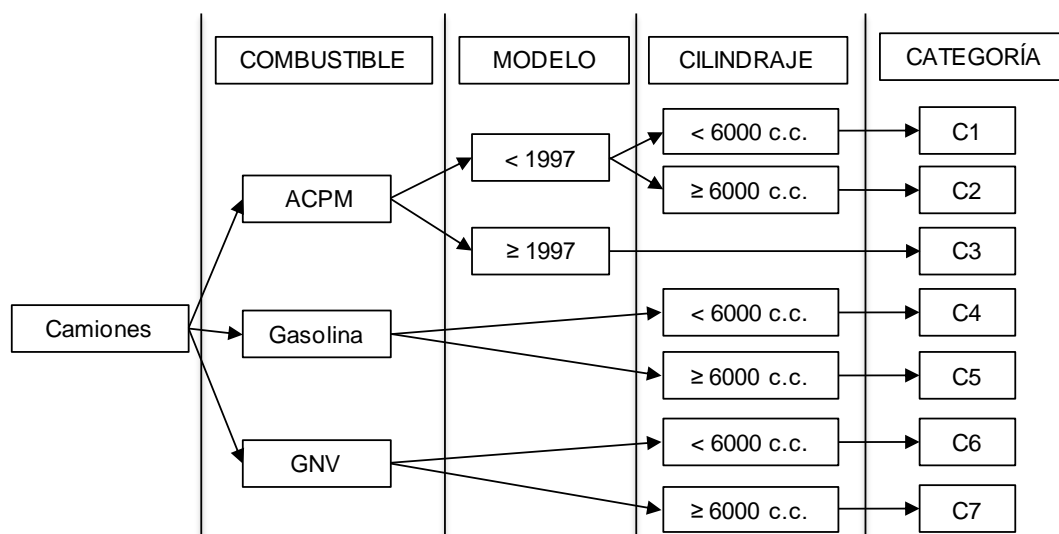 COMBUSTIBLE MODELO CILINDRAJE CATEGORÍA
< 6000 c.c. C1
< 1997
ACPM ≥ 6000 c.c. C2
≥ 1997 C3
Camiones Gasolina < 6000 c.c. C4
≥ 6000 c.c. C5
GNV < 6000 c.c. C6
≥ 6000 c.c. C7